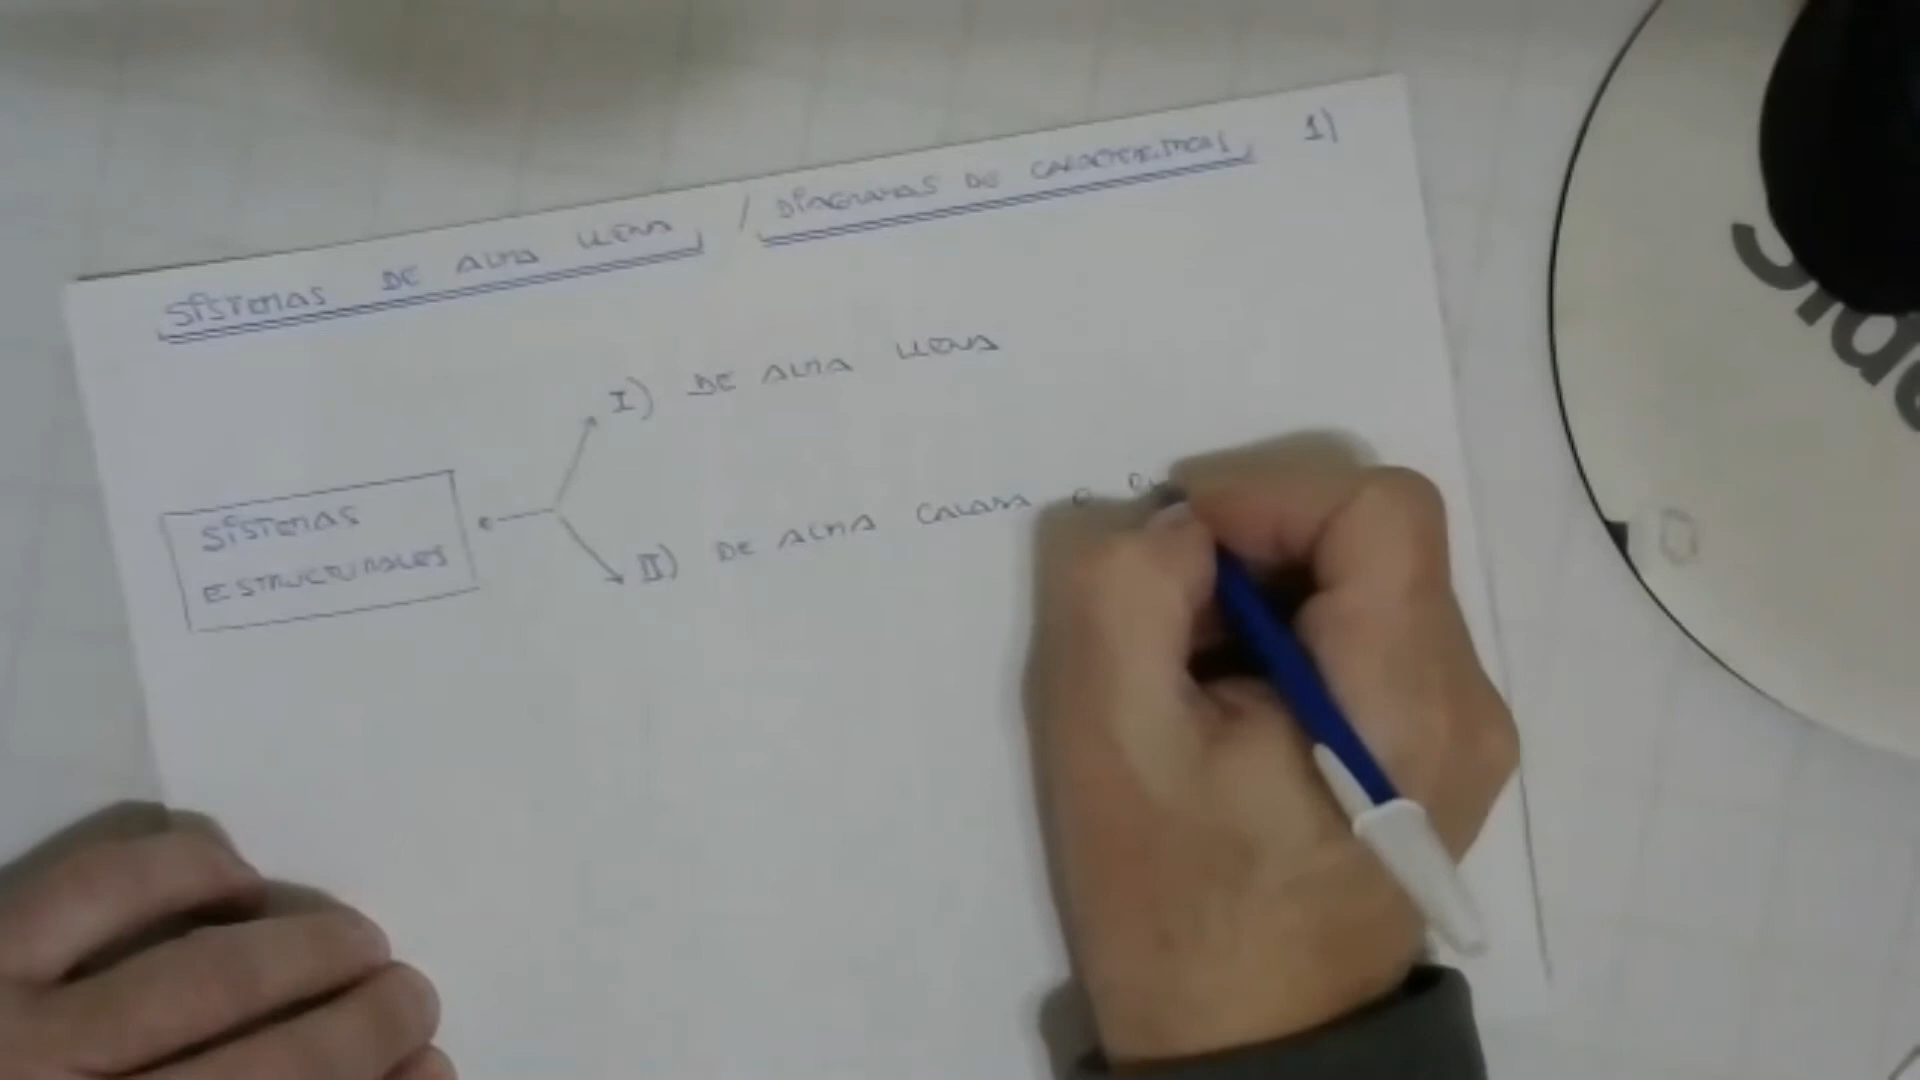 SISTEMAS DE ALMA LLENA / DIAGRAMAS DE CARACTERISTICAS 1)
I) DE ALMA LLENA
SISTEMAS
ESTRUCTURALES
II) DE ALMA CALADA O